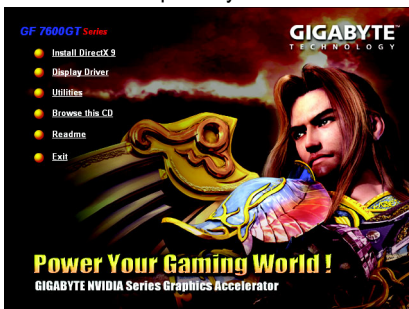 GF 7600GT Series
GIGABYTE™
TECHNOLOGY
Install DirectX 9
Display Driver
Utilities
Browse this CD
Readme
Exit
Power Your Gaming World !
GIGABYTE NVIDIA Series Graphics Accelerator